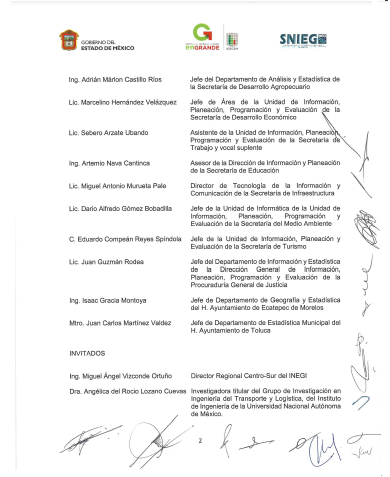 GOBIERNO DEL
ESTADO DE MÉXICO
enGRANDE
SNIEG
Ing. Adrián Márlon Castillo Ríos Jefe del Departamento de Análisis y Estadística de
la Secretaría de Desarrollo Agropecuario
Lic. Marcelino Hernández Velázquez Jefe de Área de la Unidad de Información,
Planeación, Programación y Evaluación de la
Secretaría de Desarrollo Económico
Lic. Sebero Arzate Ubando Asistente de la Unidad de Información, Planeación,
Programación y Evaluación de la Secretaría de
Trabajo y vocal suplente
Ing. Artemio Nava Cantinca Asesor de la Dirección de Información y Planeación
de la Secretaría de Educación
Lic. Miguel Antonio Murueta Pale Director de Tecnología de la Información y
Comunicación de la Secretaría de Infraestructura
Lic. Darío Alfredo Gómez Bobadilla Jefe de la Unidad de Informática de la Unidad de
Información, Planeación, Programación y
Evaluación de la Secretaría del Medio Ambiente
C. Eduardo Compeán Reyes Spíndola Jefe de la Unidad de Información, Planeación y
Evaluación de la Secretaría de Turismo
Lic. Juan Guzmán Rodea Jefe del Departamento de Información y Estadística
de la Dirección General de Información,
Planeación, Programación y Evaluación de la
Procuraduría General de Justicia
Ing. Isaac Gracia Montoya Jefe de Departamento de Geografía y Estadística
del H. Ayuntamiento de Ecatepec de Morelos
Mtro. Juan Carlos Martínez Valdez Jefe de Departamento de Estadística Municipal del
H. Ayuntamiento de Toluca
INVITADOS
Ing. Miguel Ángel Vizconde Ortuño Director Regional Centro-Sur del INEGI
Dra. Angélica del Rocio Lozano Cuevas Investigadora titular del Grupo de Investigación en
Ingeniería del Transporte y Logística, del Instituto
de Ingeniería de la Universidad Nacional Autónoma
de México.
2